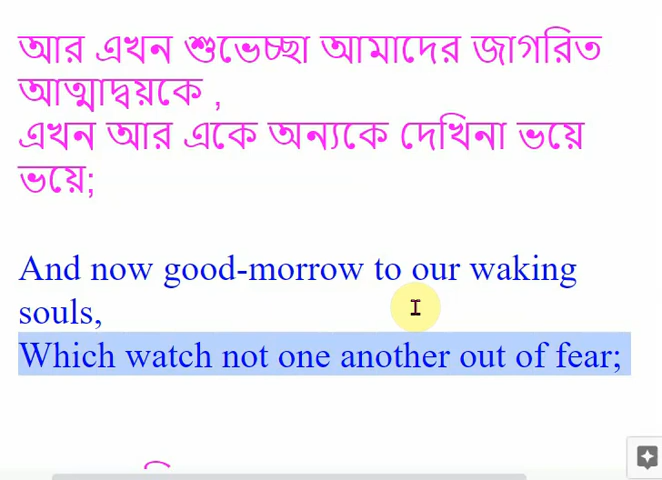 আর এখন শুভেচ্ছা আমাদের জাগরিত
আত্মাদ্বয়কে ,
এখন আর একে অন্যকে দেখিনা ভয়ে
ভয়ে;
And now good-morrow to our waking
souls,
Which watch not one another out of fear;